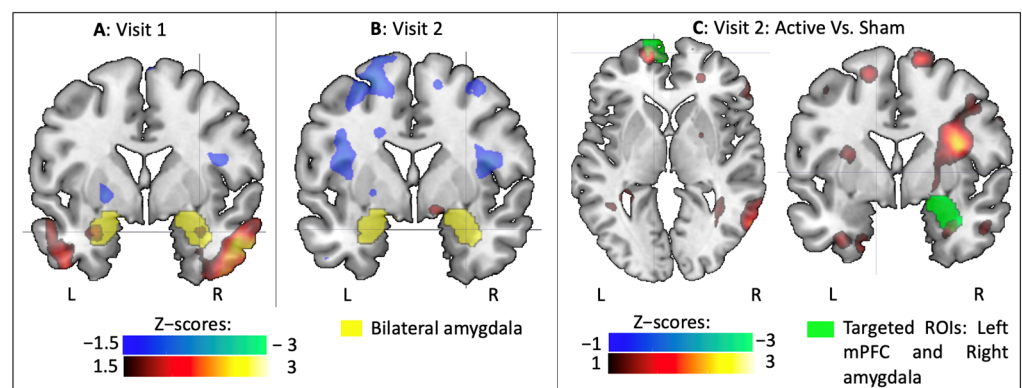 A: Visit 1
B: Visit 2
C: Visit 2: Active Vs. Sham
L R
L R
L R
L R
Z-scores:
−1.5 − 3
1.5 3
Bilateral amygdala
Z-scores:
−1 −3
1 3
Targeted ROIs: Left
mPFC and Right
amygdala